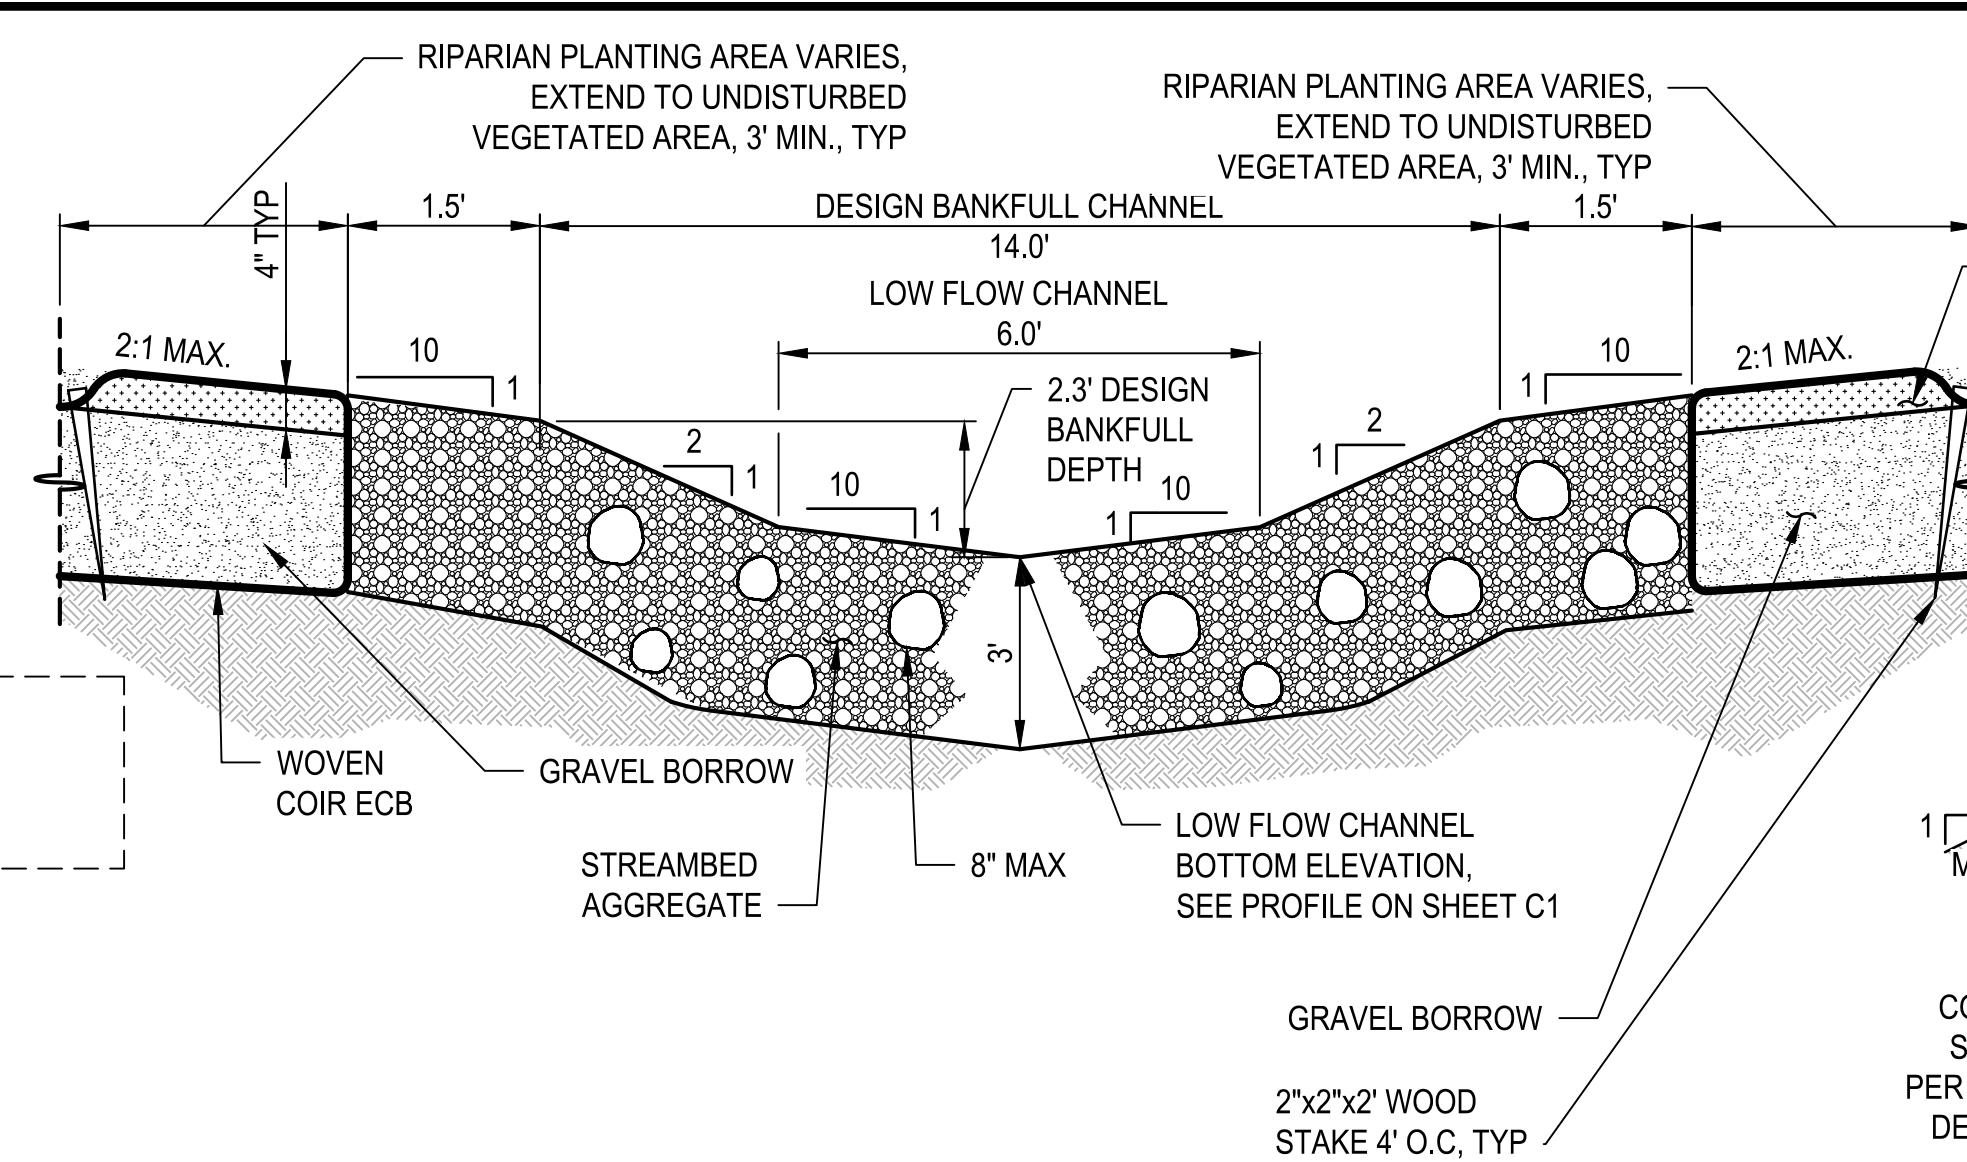 RIPARIAN PLANTING AREA VARIES,
EXTEND TO UNDISTURBED
VEGETATED AREA, 3' MIN., TYP
RIPARIAN PLANTING AREA VARIES,
EXTEND TO UNDISTURBED
VEGETATED AREA, 3' MIN., TYP
4" TYP
1.5'
DESIGN BANKFULL CHANNEL
14.0'
1.5'
LOW FLOW CHANNEL
6.0'
2:1 MAX.
10
1
2
1
10
1
2.3' DESIGN
BANKFULL
DEPTH
10
1
2
1
10
1
2:1 MAX.
3'
WOVEN
COIR ECB
GRAVEL BORROW
STREAMBED
AGGREGATE
8" MAX
LOW FLOW CHANNEL
BOTTOM ELEVATION,
SEE PROFILE ON SHEET C1
GRAVEL BORROW
2"x2"x2' WOOD
STAKE 4' O.C, TYP
1
PER